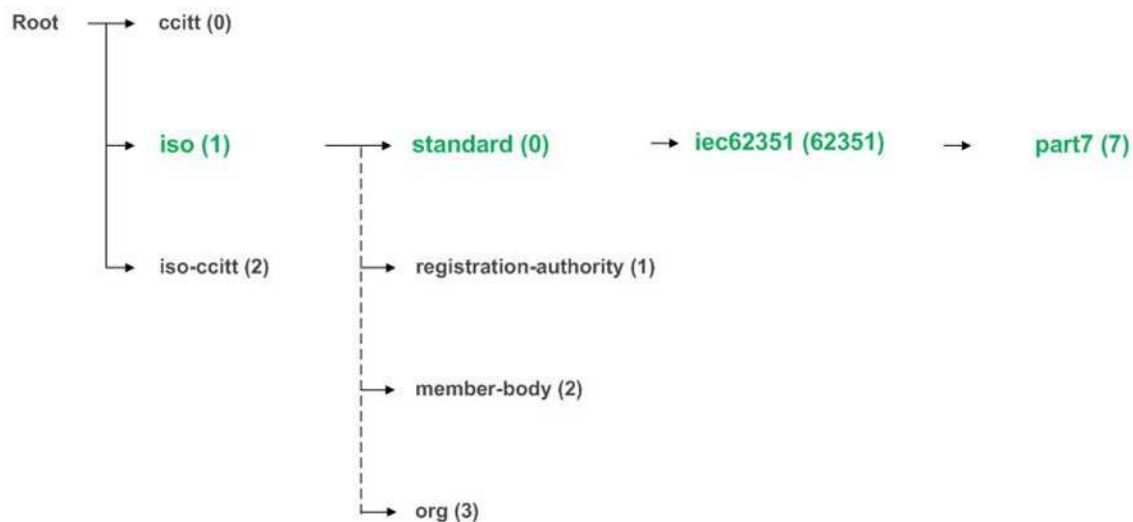 Root
ccitt (0)
iso (1)
standard (0)
iec62351 (62351)
part7 (7)
iso-ccitt (2)
registration-authority (1)
member-body (2)
org (3)